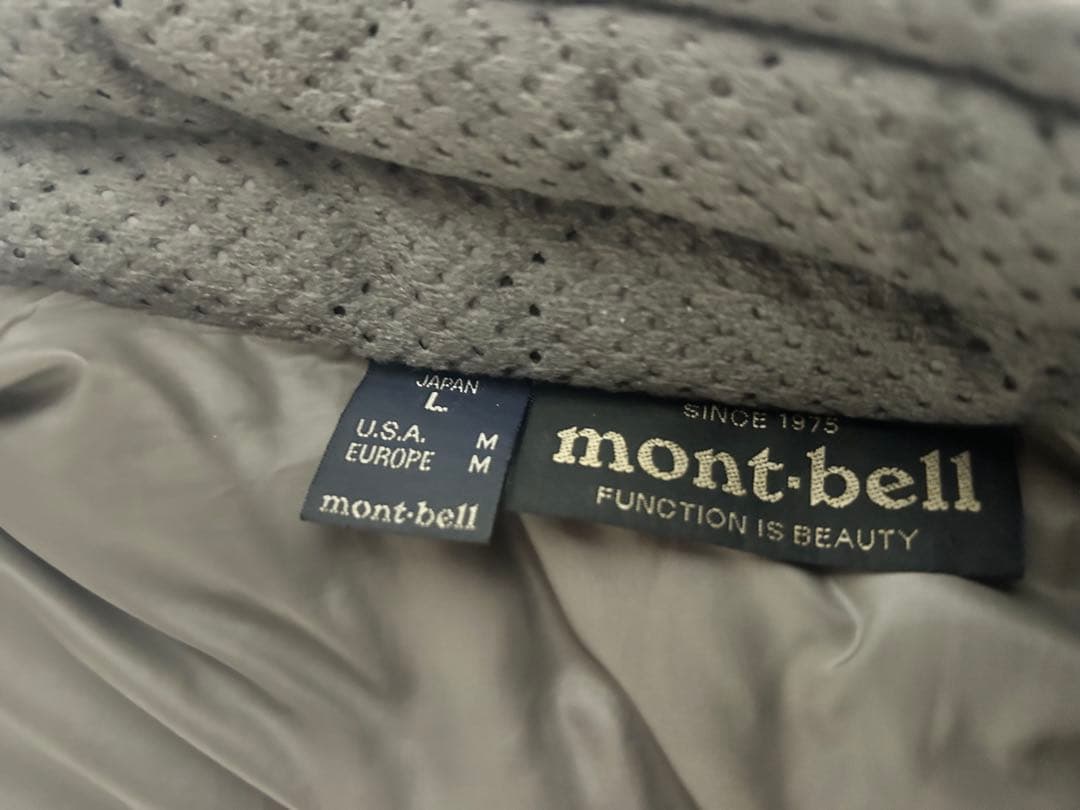 JAPAN
L
U.S.A. M
EUROPE M
mont-bell
SINCE 1975
mont-bell
FUNCTION IS BEAUTY